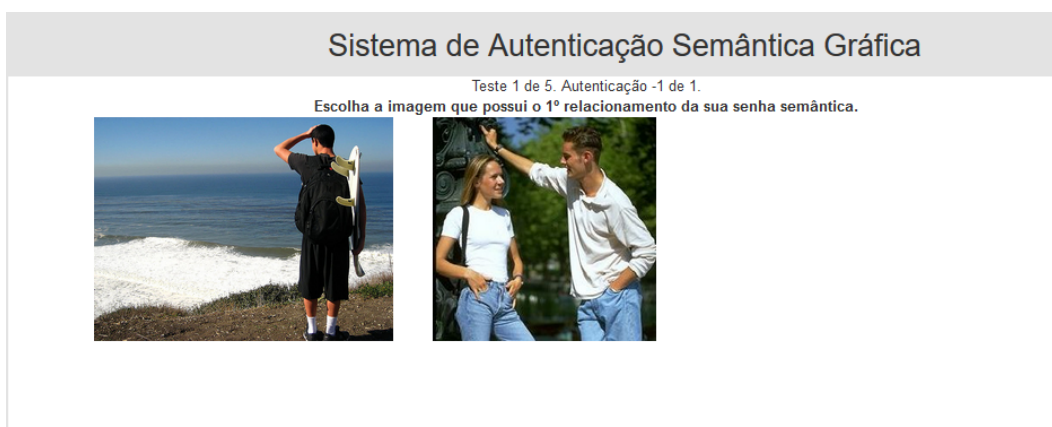 Sistema de Autenticação Semântica Gráfica
Teste 1 de 5. Autenticação -1 de 1.
Escolha a imagem que possui o 1º relacionamento da sua senha semântica.